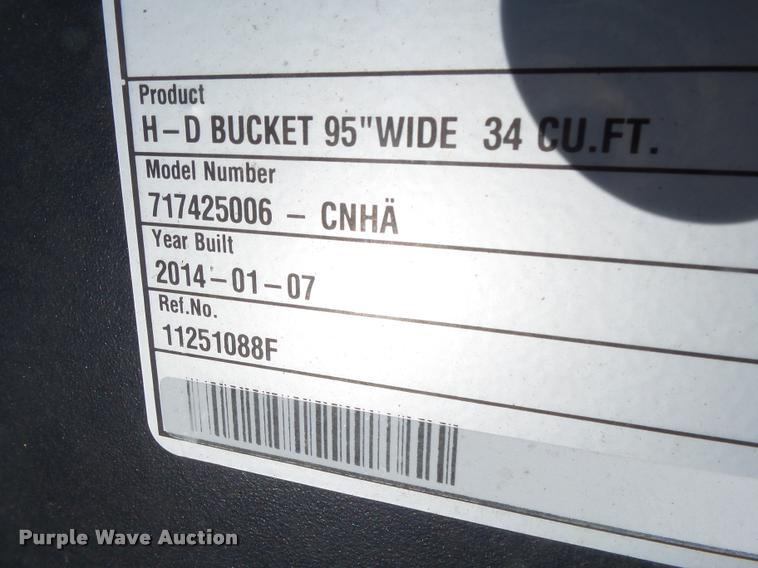 Product
H-D BUCKET 95"WIDE 34 CU.FT.
Model Number
717425006 - CNHÄ
Year Built
2014-01-07
Ref.No.
11251088F
Purple Wave Auction